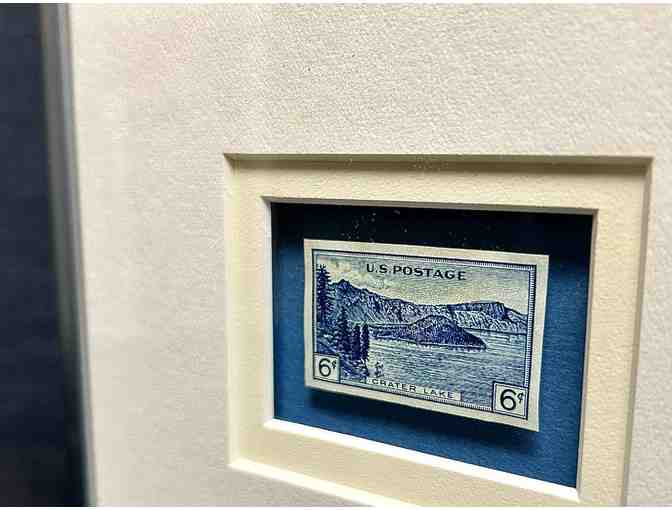 U.S. POSTAGE
6¢
CRATER LAKE
6¢